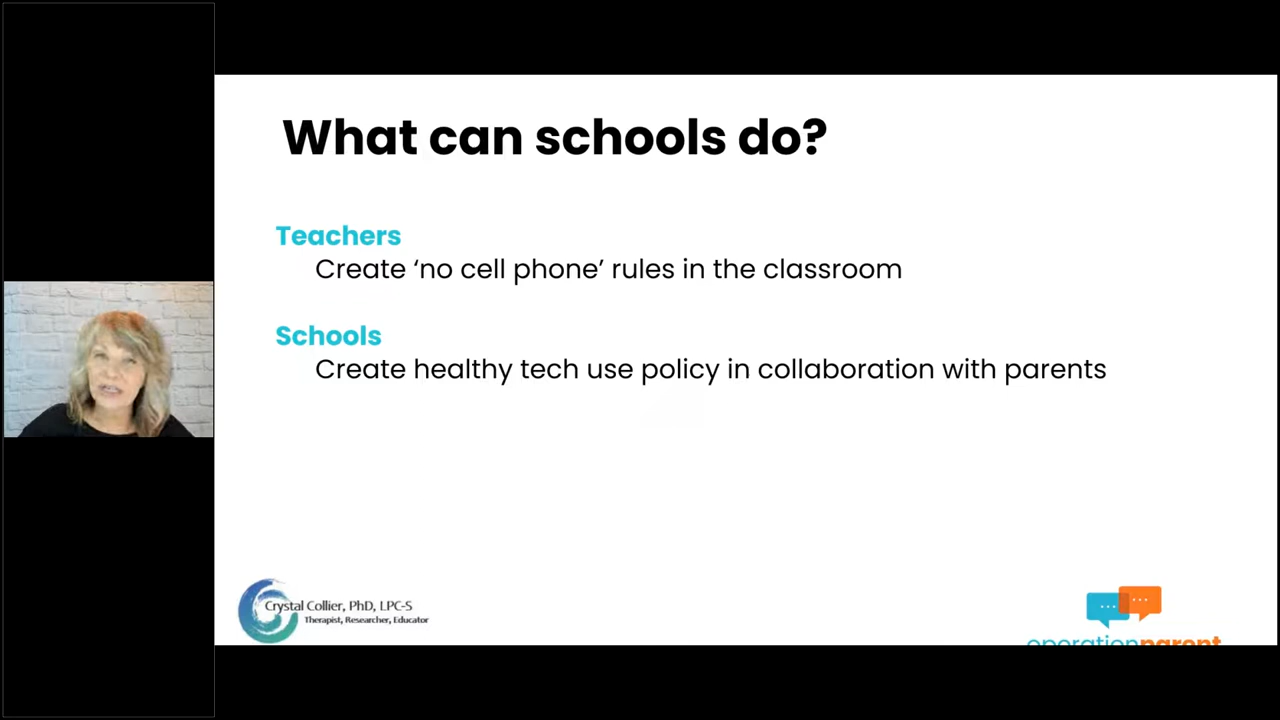 What can schools do?
Teachers
Create ‘no cell phone’ rules in the classroom
Schools
Create healthy tech use policy in collaboration with parents
Crystal Collier, PhD, LPC-S
Therapist, Researcher, Educator
operationparent